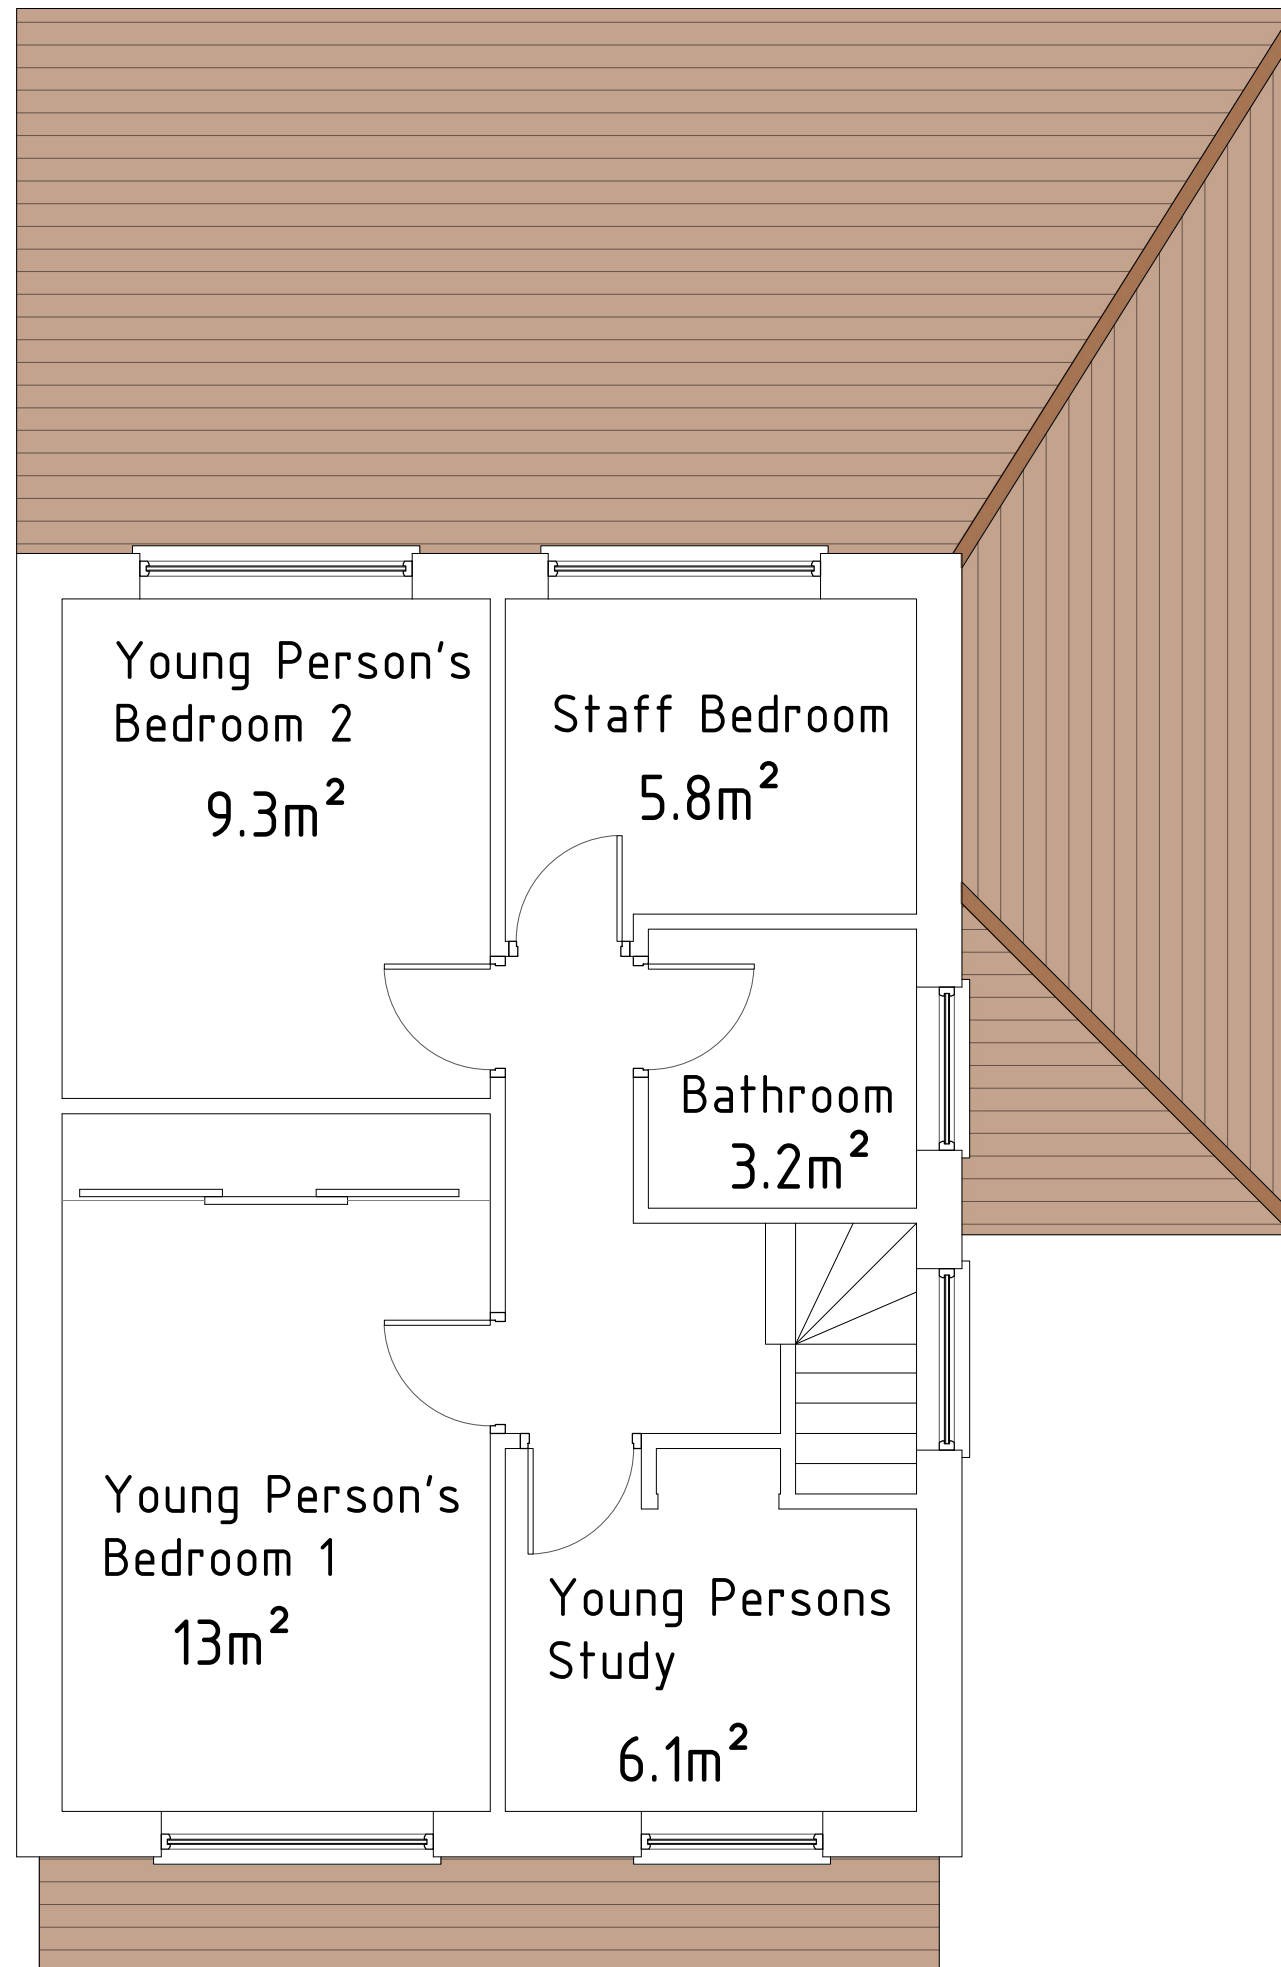 Young Person's
Bedroom 2
9.3m²
Staff Bedroom
5.8m²
Bathroom
3.2m²
Young Person's
Bedroom 1
13m²
Young Persons
Study
6.1m²